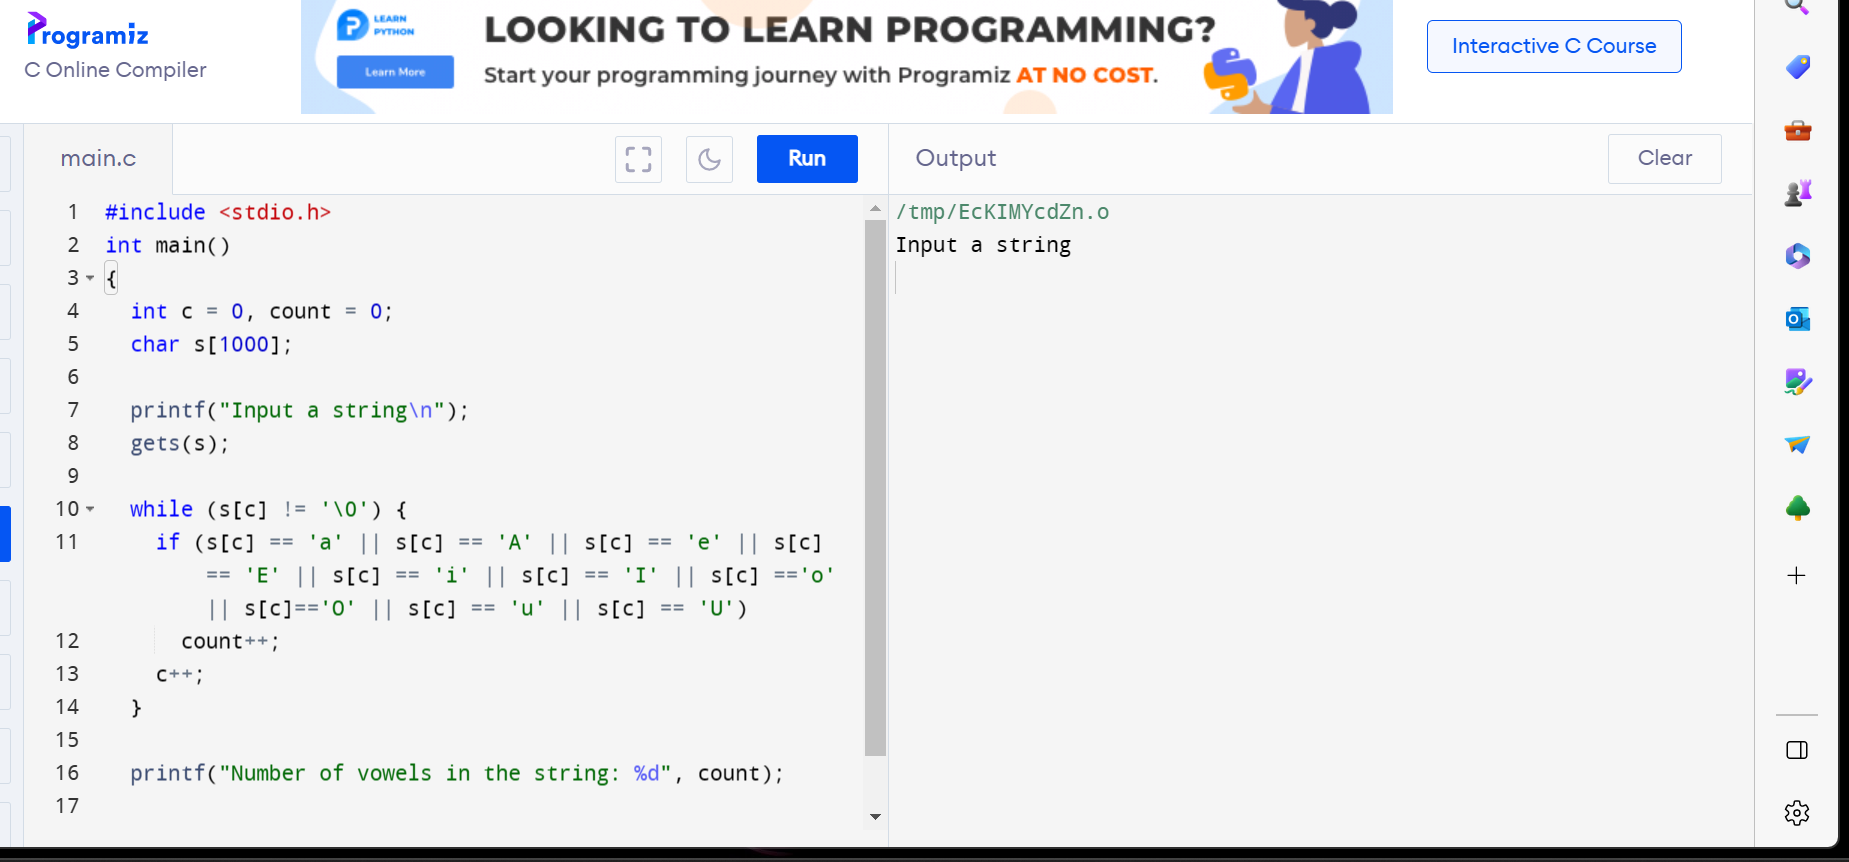 Programiz
C Online Compiler
LEARN
PYTHON
Learn More
LOOKING TO LEARN PROGRAMMING?
Start your programming journey with Programiz AT NO COST.
Interactive C Course
main.c
Run
Output
Clear
1 #include <stdio.h>
2 int main()
3 {
4 int c = 0, count = 0;
5 char s[1000];
6
7 printf("Input a string\n");
8 gets(s);
9
10 while (s[c] != '\0') {
11 if (s[c] == 'a' || s[c] == 'A' || s[c] == 'e' || s[c]
== 'E' || s[c] == 'i' || s[c] == 'I' || s[c] =='o'
|| s[c]=='O' || s[c] == 'u' || s[c] == 'U')
12 count++;
13 c++;
14 }
15
16 printf("Number of vowels in the string: %d", count);
17
/tmp/EcKIMYcdZn.o
Input a string